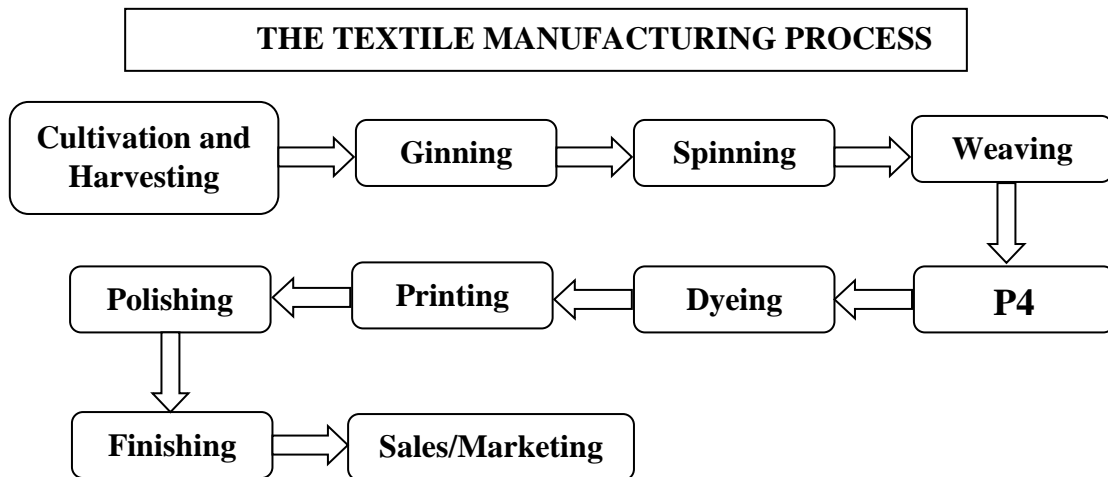 THE TEXTILE MANUFACTURING PROCESS
Cultivation and
Harvesting
Ginning
Spinning
Weaving
P4
Dyeing
Printing
Polishing
Finishing
Sales/Marketing